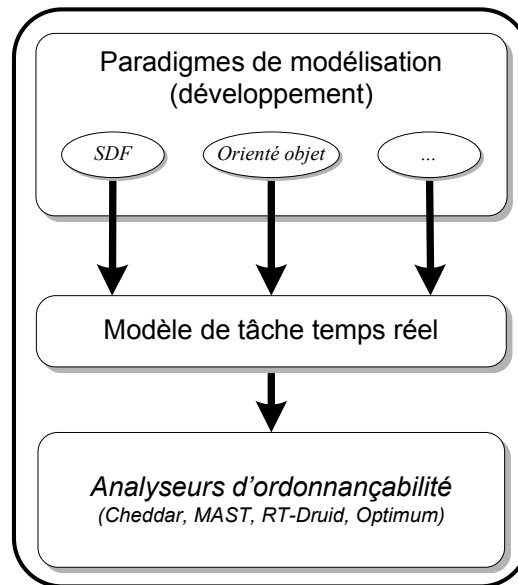 Paradigmes de modélisation
(développement)
SDF
Orienté objet
...
Modèle de tâche temps réel
Analyseurs d'ordonnançabilité
(Cheddar, MAST, RT-Druid, Optimum)